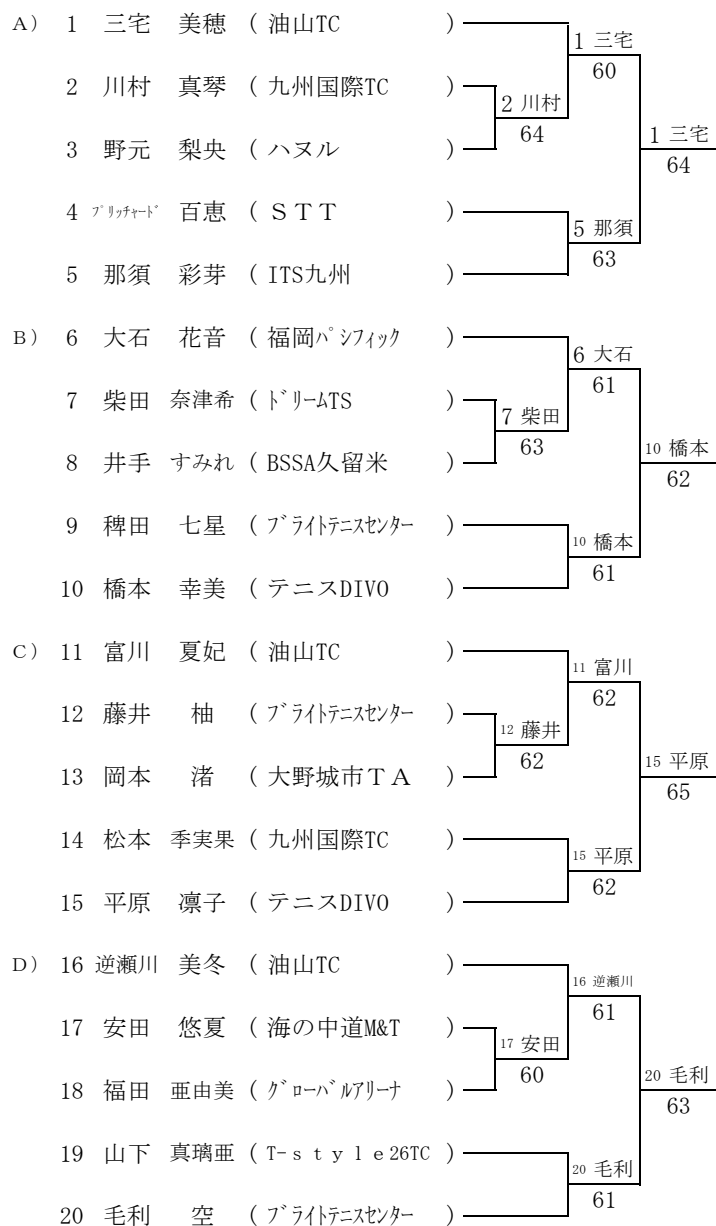 A) 1 三宅 美穂 ( 油山TC )
1 三宅
60
2 川村 真琴 ( 九州国際TC )
2 川村
64
1 三宅
64
3 野元 梨央 ( ハヌル )
4 プリッチャード 百恵 ( STT )
5 那須
63
5 那須 彩芽 ( ITS九州 )
B) 6 大石 花音 ( 福岡パシフィック )
6 大石
61
7 柴田 奈津希 ( ドリームTS )
7 柴田
63
10 橋本
62
8 井手 すみれ ( BSSA久留米 )
9 稗田 七星 ( ブライトテニスセンター )
10 橋本
61
10 橋本 幸美 ( テニスDIVO )
C) 11 富川 夏妃 ( 油山TC )
11 富川
62
12 藤井 柚 ( ブライトテニスセンター )
12 藤井
62
15 平原
65
13 岡本 渚 ( 大野城市TA )
14 松本 季実果 ( 九州国際TC )
15 平原
62
15 平原 凛子 ( テニスDIVO )
D) 16 逆瀬川 美冬 ( 油山TC )
16 逆瀬川
61
17 安田 悠夏 ( 海の中道M&T )
17 安田
60
20 毛利
63
18 福田 亜由美 ( グローバルアリーナ )
19 山下 真璃亜 ( T-style26TC )
20 毛利
61
20 毛利 空 ( ブライトテニスセンター )